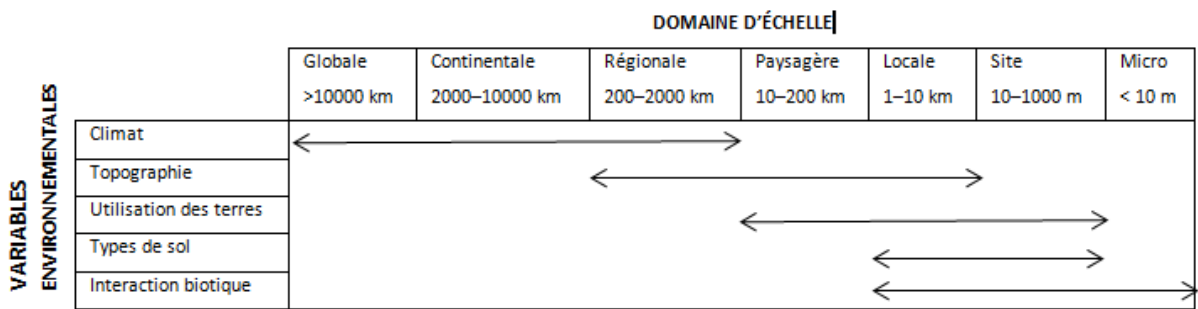 DOMAINE D'ÉCHELLE
Globale Continentale Régionale Paysagère Locale Site Micro
>10000 km 2000–10000 km 200–2000 km 10–200 km 1–10 km 10–1000 m < 10 m
VARIABLES
ENVIRONNEMENTALES
Climat
Topographie
Utilisation des terres
Types de sol
Interaction biotique